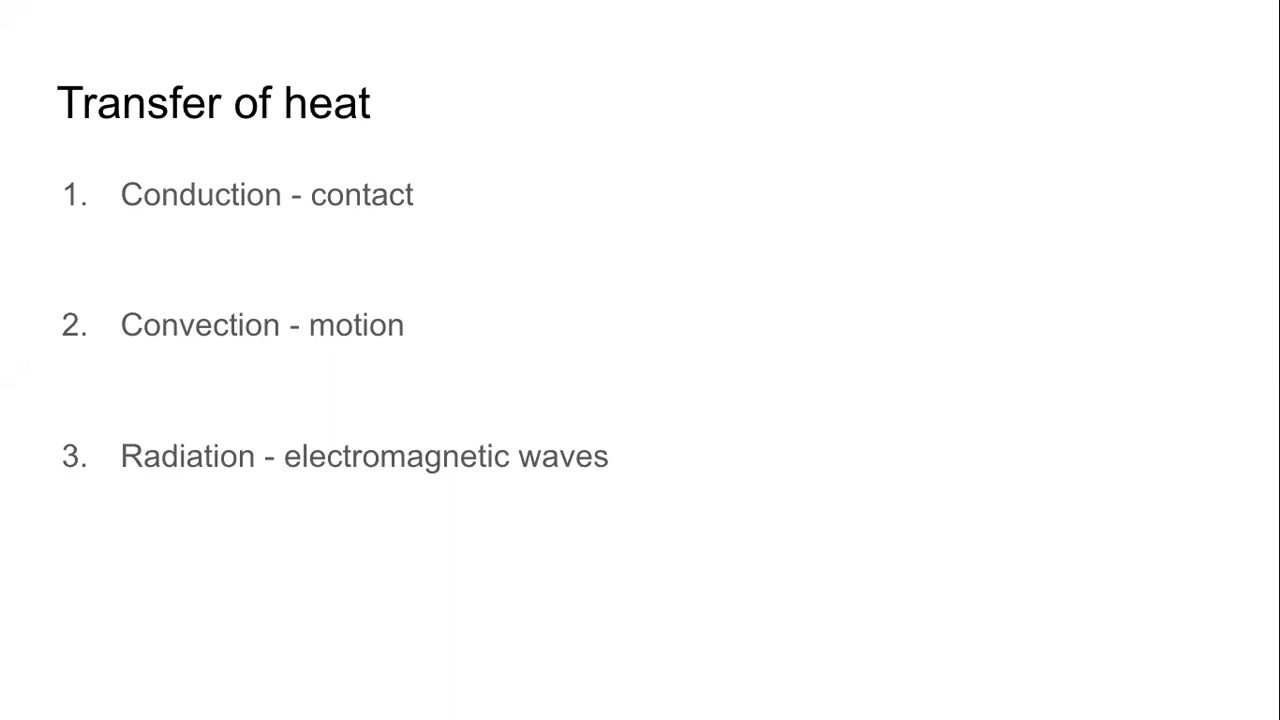 Transfer of heat
1. Conduction - contact
2. Convection - motion
3. Radiation - electromagnetic waves